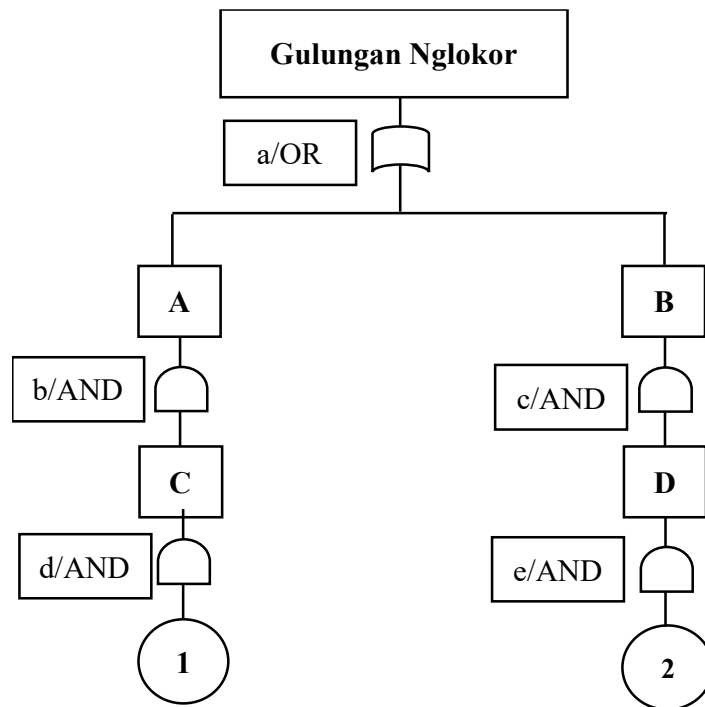 Gulungan Nglokor
a/OR
A
B
b/AND
c/AND
C
D
d/AND
e/AND
1
2